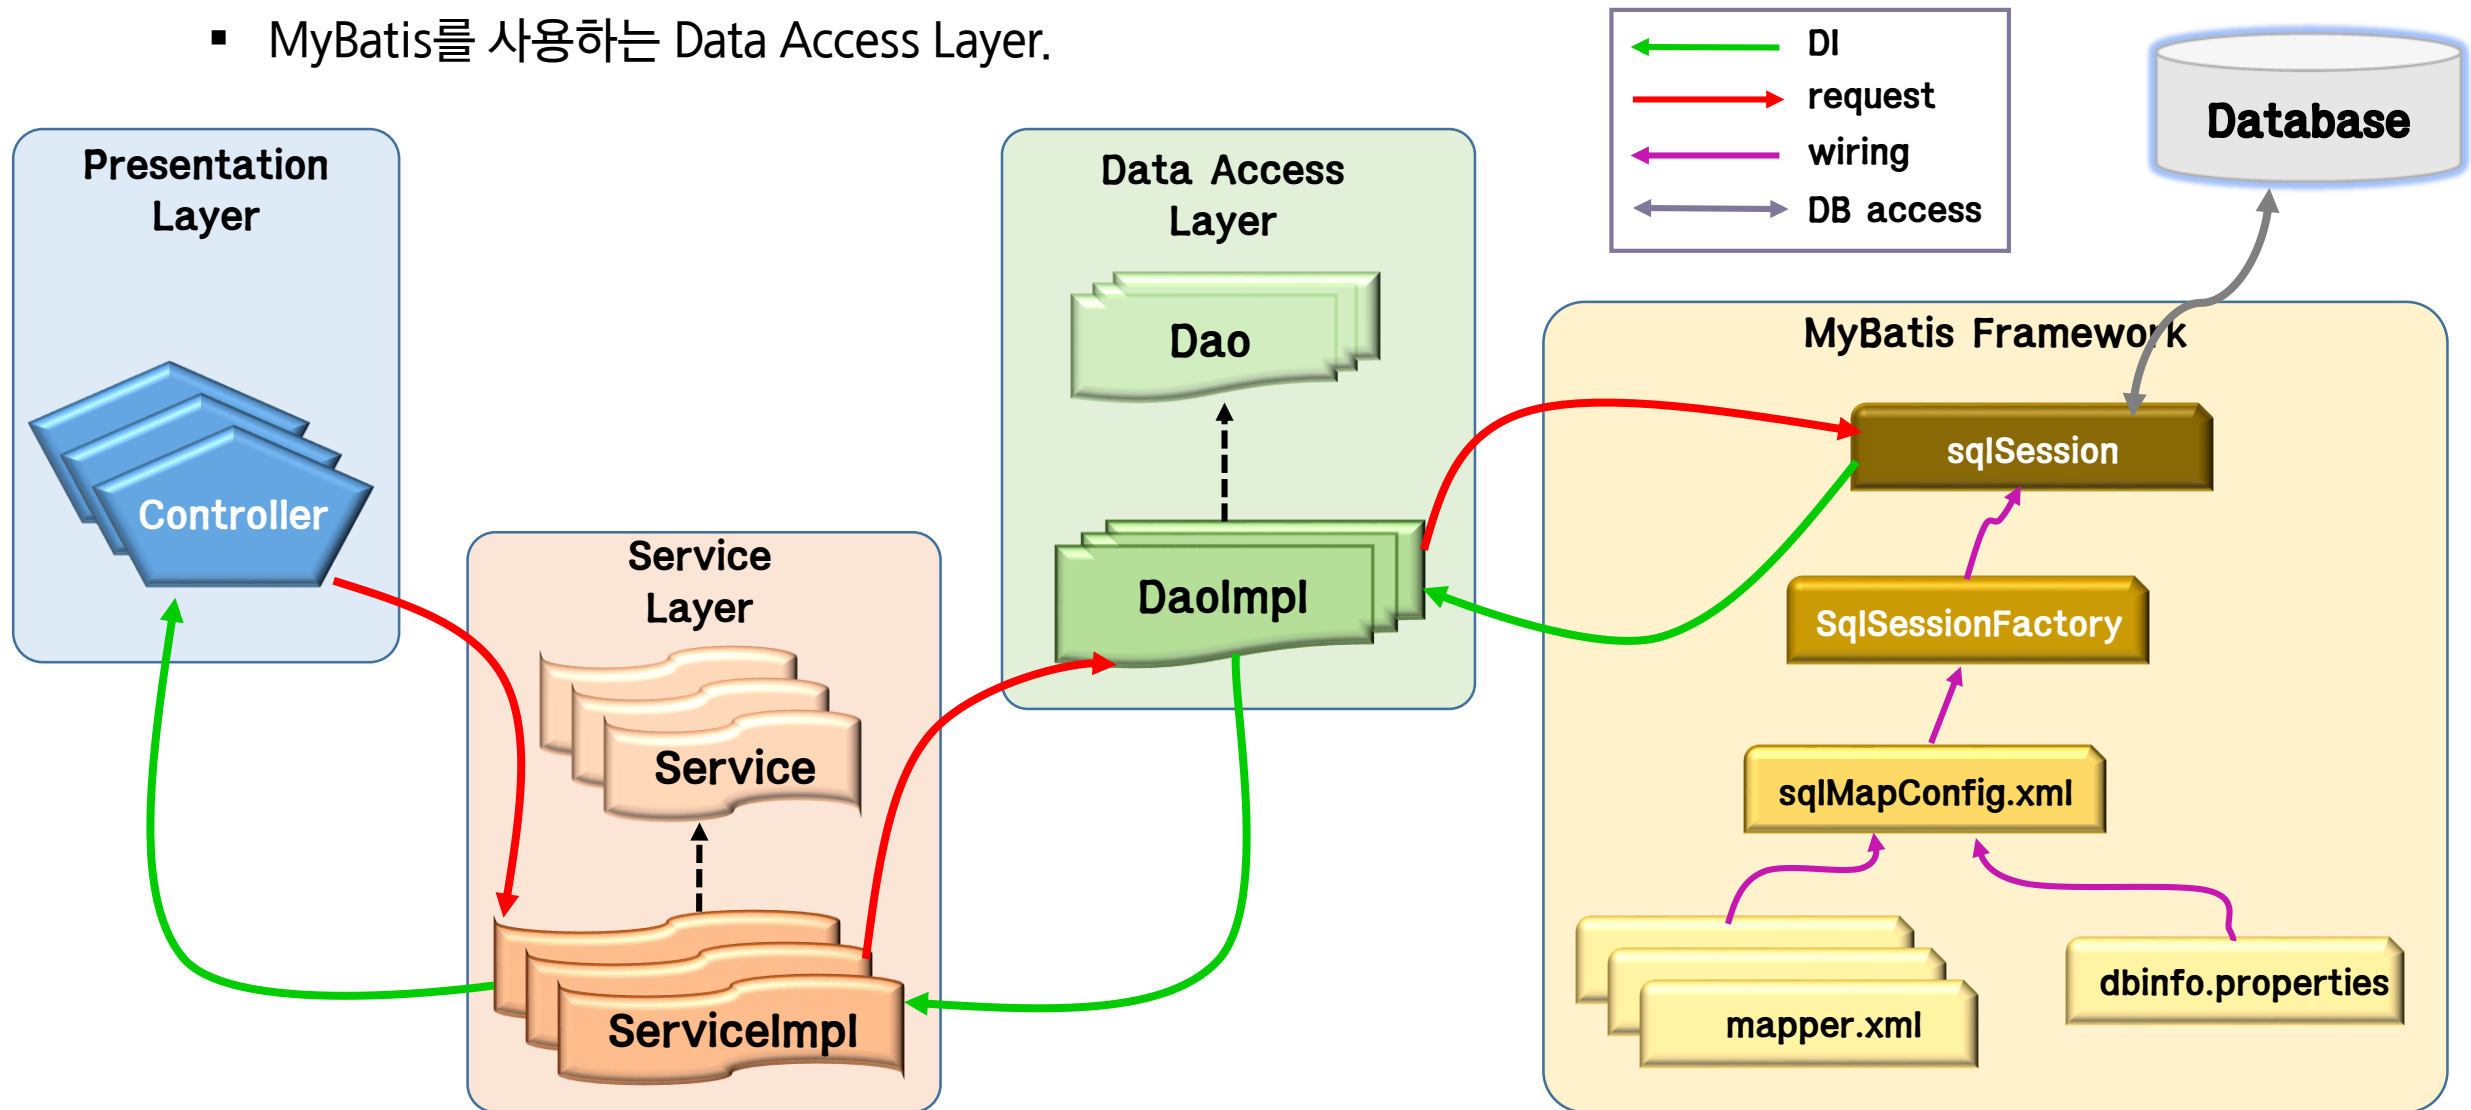 ▪ MyBatis를 사용하는 Data Access Layer.
DI
request
wiring
DB access
Database
Presentation
Layer
Controller
Service
Layer
Service
ServiceImpl
Data Access
Layer
Dao
DaoImpl
MyBatis Framework
sqlSession
SqlSessionFactory
sqlMapConfig.xml
mapper.xml
dbinfo.properties